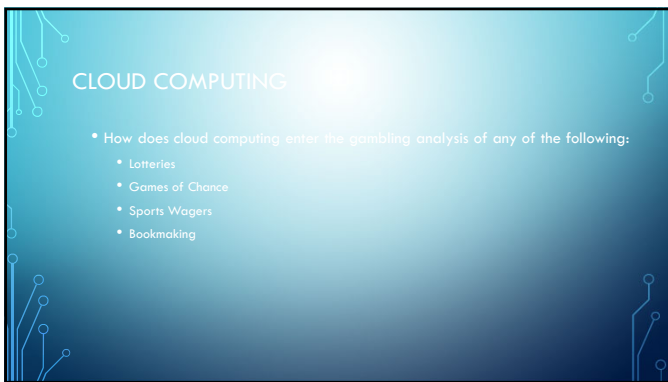 CLOUD COMPUTING
• How does cloud computing enter the gambling analysis of any of the following:
• Lotteries
• Games of Chance
• Sports Wagers
• Bookmaking